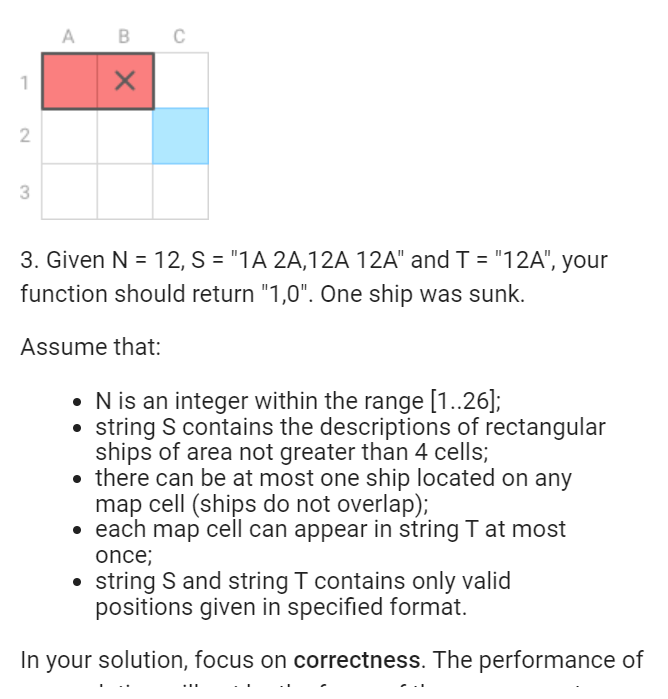 A B C
1
2
3
3. Given N = 12, S = "1A 2A,12A 12A" and T = "12A", your
function should return "1,0". One ship was sunk.
Assume that:
• N is an integer within the range [1..26];
• string S contains the descriptions of rectangular
ships of area not greater than 4 cells;
• there can be at most one ship located on any
map cell (ships do not overlap);
• each map cell can appear in string T at most
once;
• string S and string T contains only valid
positions given in specified format.
In your solution, focus on correctness. The performance of